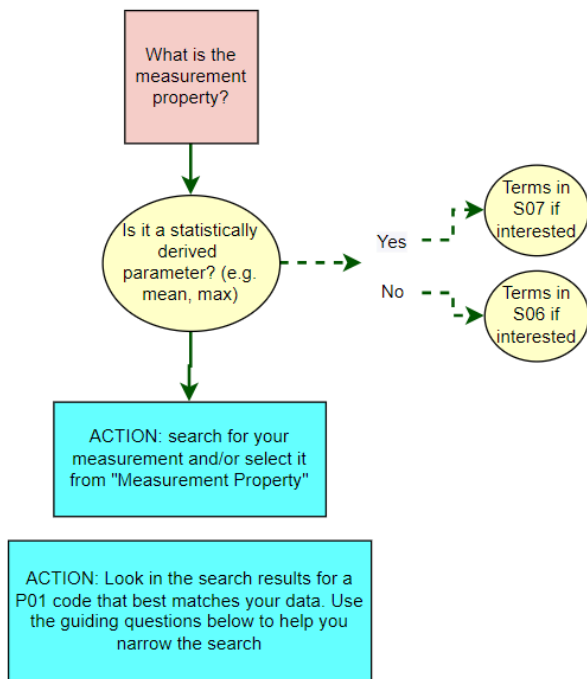 What is the
measurement
property?
Is it a statistically
derived
parameter? (e.g.
mean, max)
Yes
Terms in
S07 if
interested
No
Terms in
S06 if
interested
ACTION: search for your
measurement and/or select it
from "Measurement Property"
ACTION: Look in the search results for a
P01 code that best matches your data. Use
the guiding questions below to help you
narrow the search